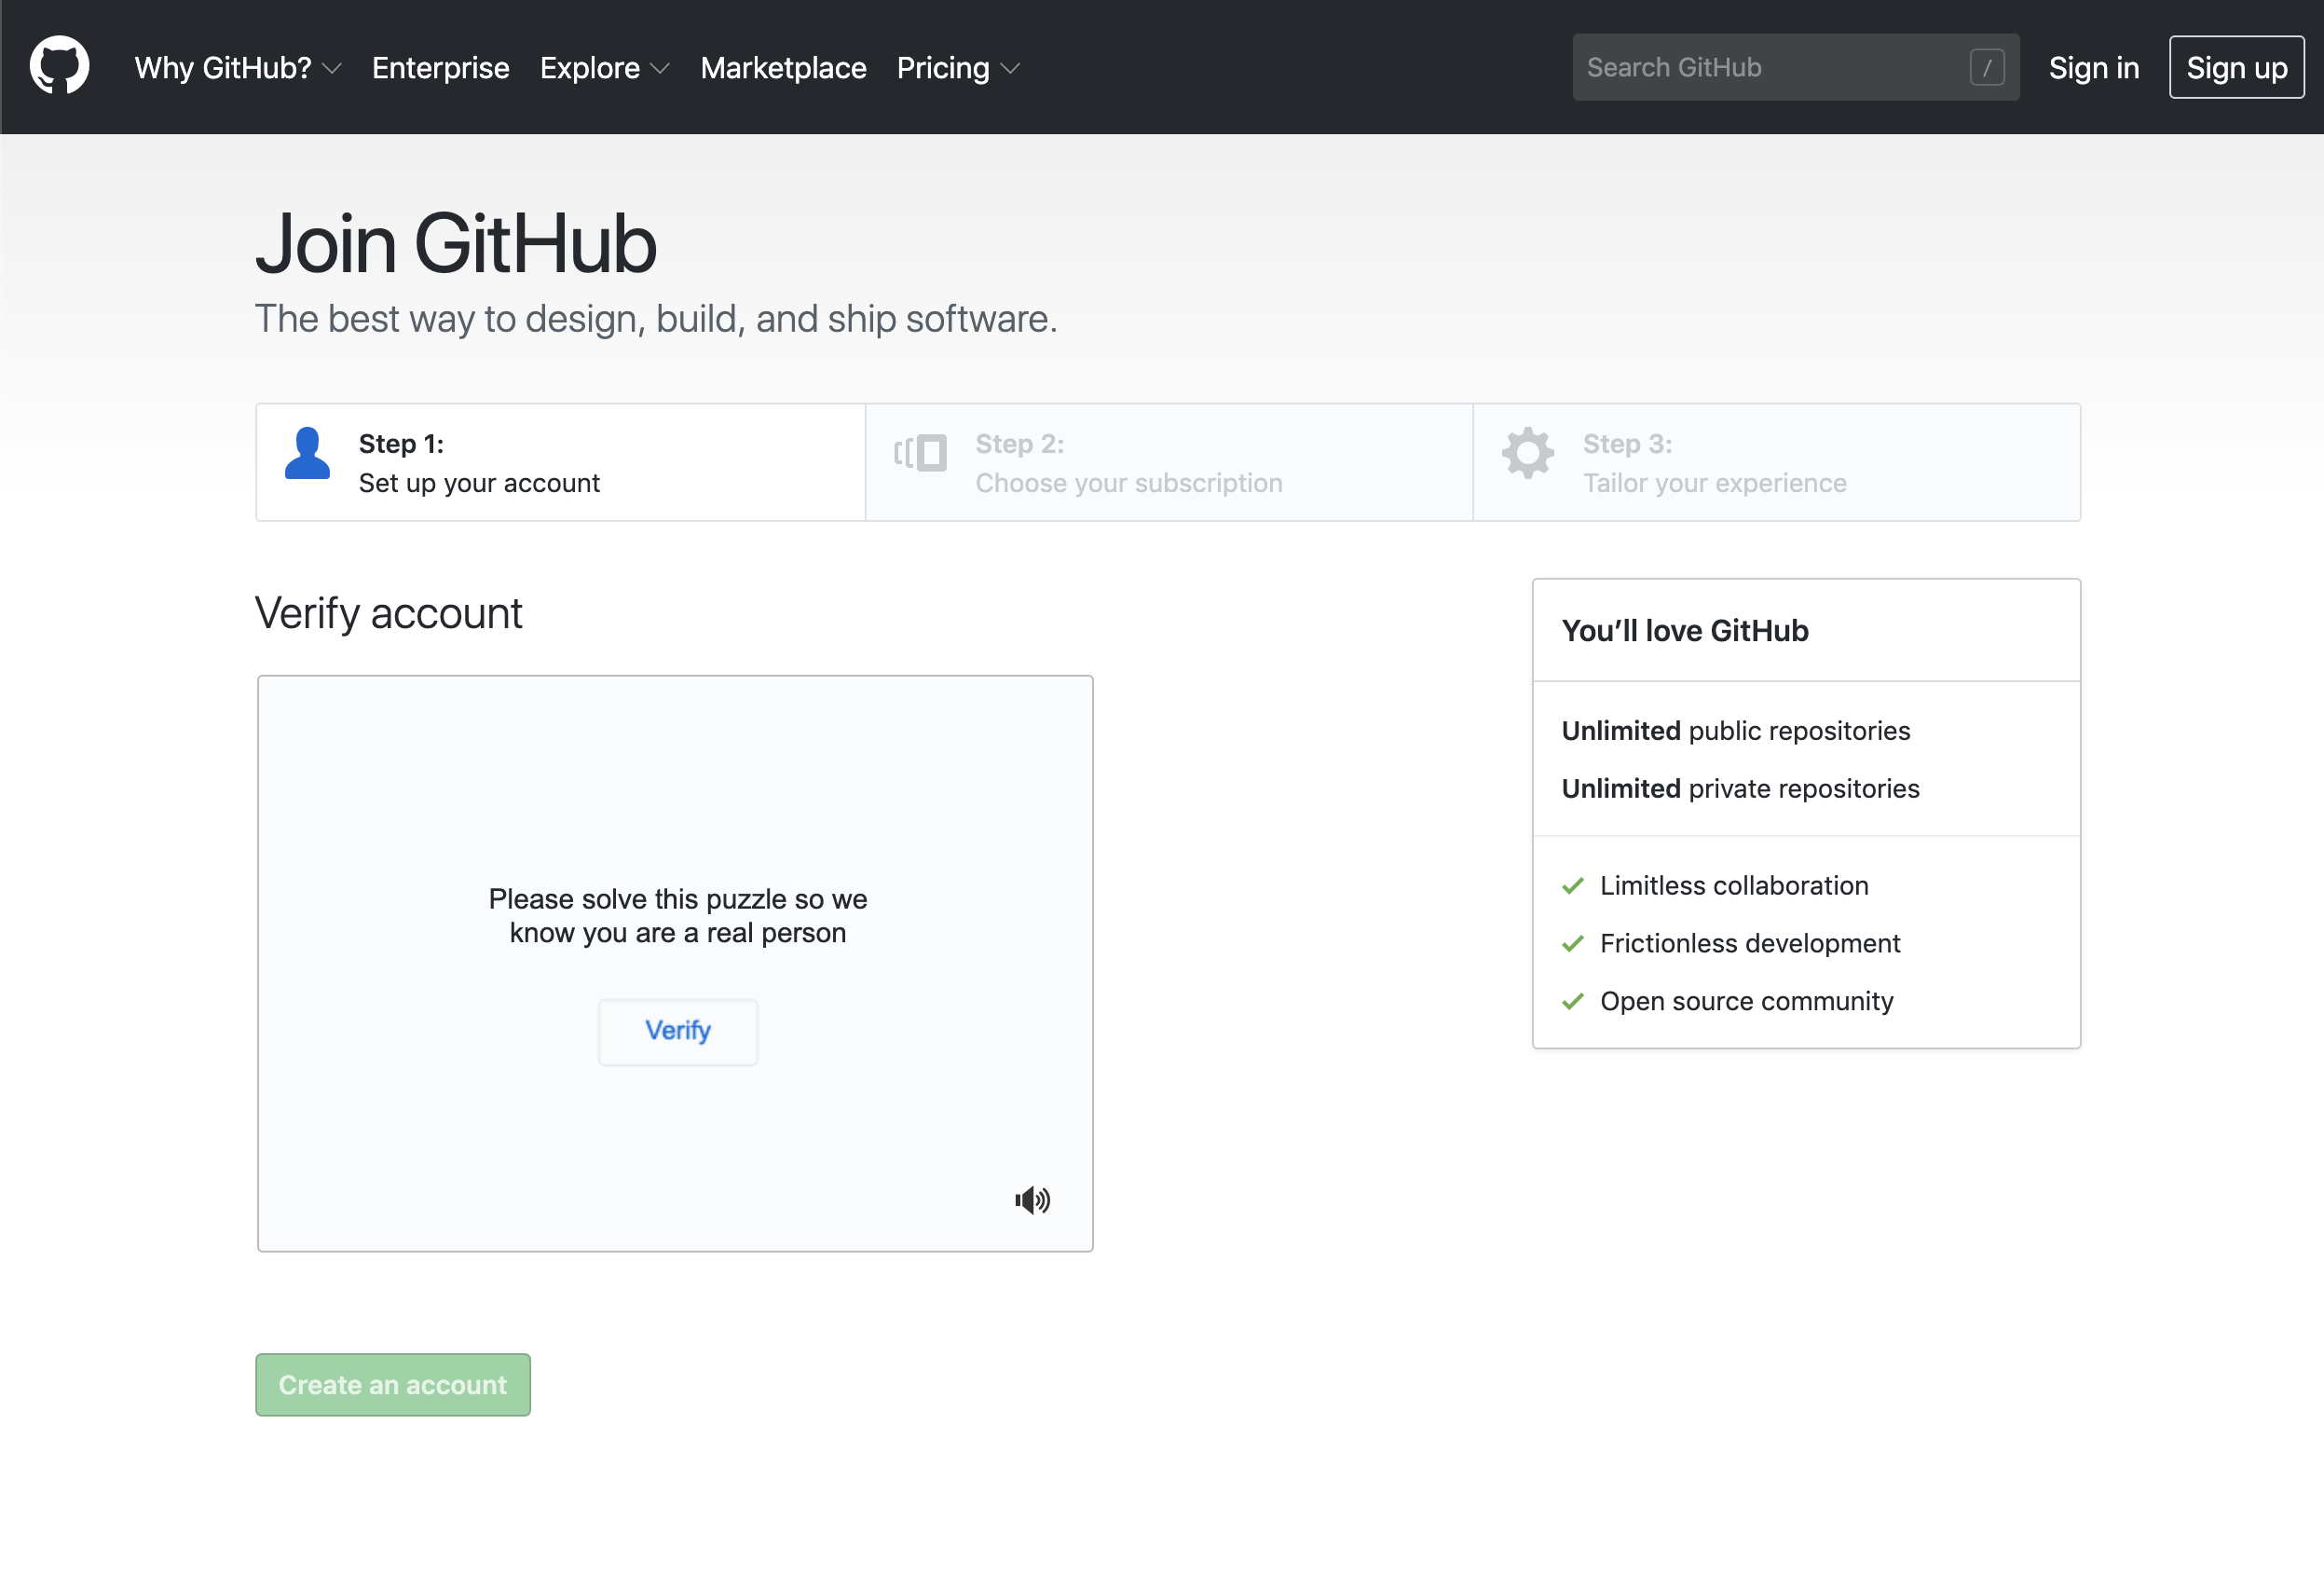 Why GitHub? Enterprise Explore Marketplace Pricing Search GitHub / Sign in Sign up
Join GitHub
The best way to design, build, and ship software.
Step 1:
Set up your account
Step 2:
Choose your subscription
Step 3:
Tailor your experience
Verify account
Please solve this puzzle so we
know you are a real person
Verify
Create an account
You’ll love GitHub
Unlimited public repositories
Unlimited private repositories
Limitless collaboration
Frictionless development
Open source community